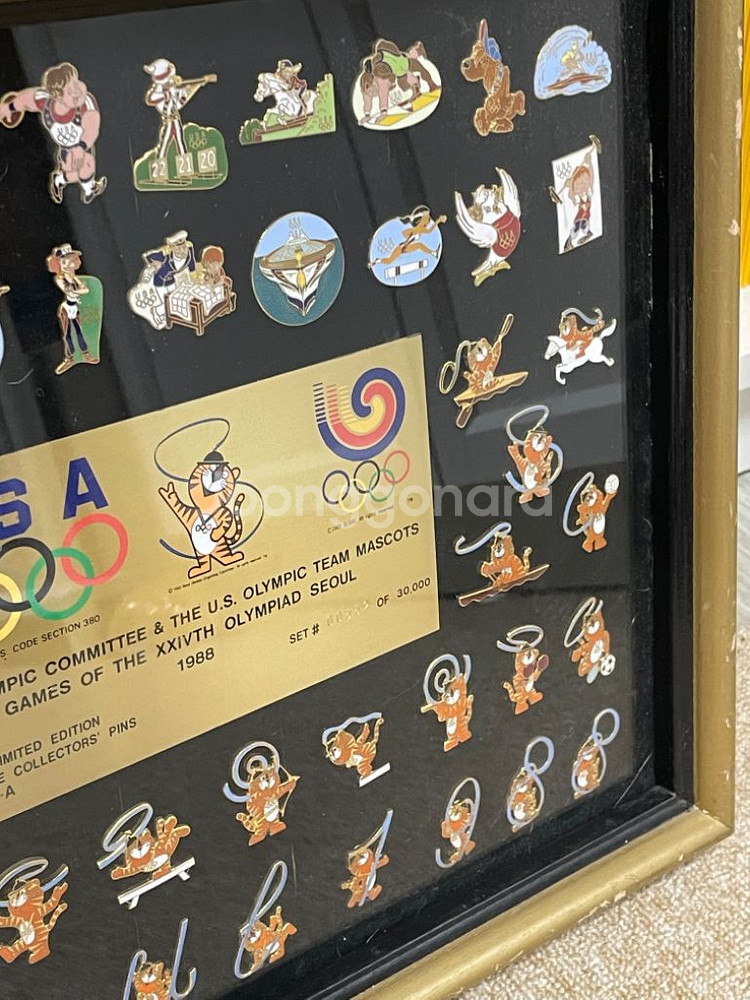 22 21 20
SA
S CODE SECTION 380
MPIC COMMITTEE & THE U.S. OLYMPIC TEAM MASCOTS
GAMES OF THE XXIVTH OLYMPIAD SEOUL
1988
SET # OF 30,000
IMITED EDITION
E COLLECTORS' PINS
-A